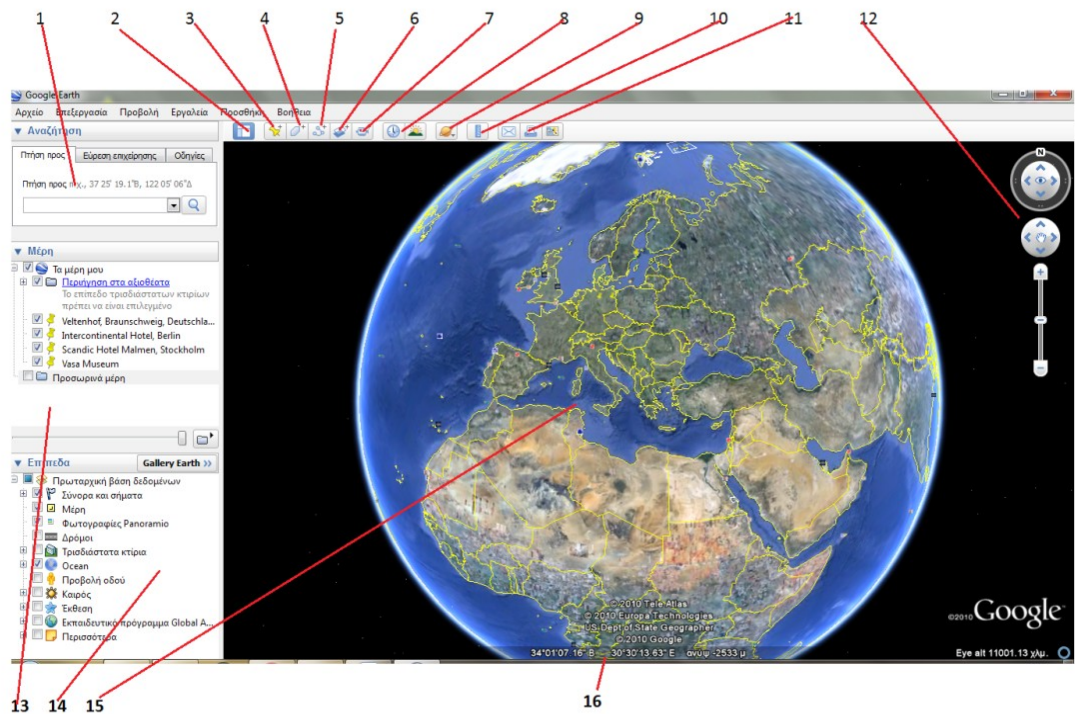 1 2 3 4 5 6 7 8 9 10 11 12
Google Earth
Αρχείο Επεξεργασία Προβολή Εργαλεία Προσθήκη Βοήθεια
Αναζήτηση
Πτήση προς Εύρεση επιχείρησης Οδηγίες
Πτήση προς π.χ., 37 25' 19.1"Β, 122 05' 06"Δ
N
Μέρη
Τα μέρη μου
Περιήγηση στα αξιοθέατα
Το επίπεδο τρισδιάστατων κτιρίων
πρέπει να είναι επιλεγμένο
Veltenhof, Braunschweig, Deutschla...
Intercontinental Hotel, Berlin
Scandic Hotel Malmen, Stockholm
Vasa Museum
Προσωρινά μέρη
Επίπεδα Gallery Earth »
Πρωταρχική βάση δεδομένων
Σύνορα και σήματα
Μέρη
Φωτογραφίες Panoramio
Δρόμοι
Τρισδιάστατα κτίρια
Ocean
Προβολή οδού
Καιρός
Έκθεση
Εκπαιδευτικό πρόγραμμα Global A...
Περισσότερα
© 2010 Tele Atlas
© 2010 Europa Technologies
US Dept of State Geographer
© 2010 Google
©2010 Google
34°01'07.16" Β 30°30'13.63" Ε ανυψ -2533 μ
Eye alt 11001.13 χλμ.
13 14 15 16